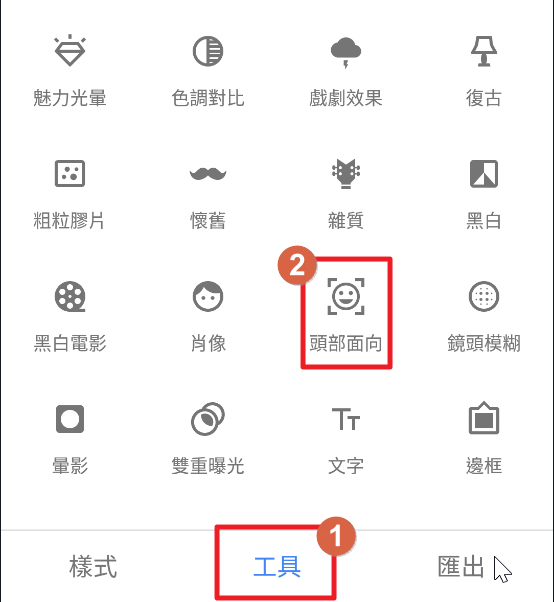 魅力光暈 色調對比 戲劇效果 復古
粗粒膠片 懷舊 雜質 黑白
2
黑白電影 肖像 頭部面向 鏡頭模糊
暈影 雙重曝光 文字 邊框
1
樣式 工具 匯出